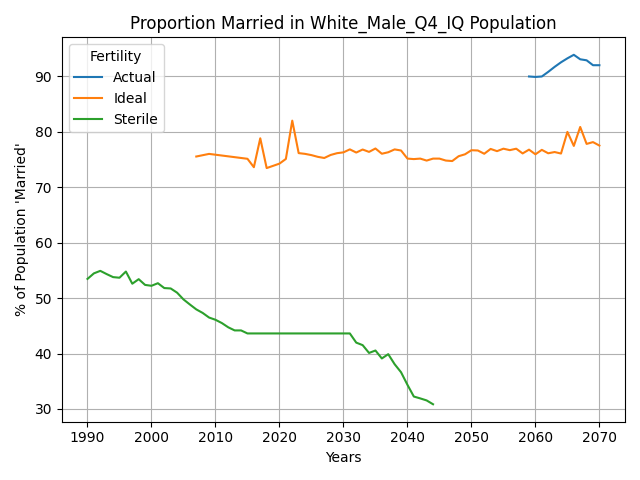 Proportion Married in White_Male_Q4_IQ Population
Fertility
Actual
Ideal
Sterile
% of Population 'Married'
90
80
70
60
50
40
30
1990 2000 2010 2020 2030 2040 2050 2060 2070
Years